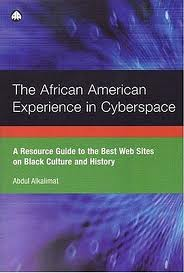 The African American
Experience in Cyberspace
A Resource Guide to the Best Web Sites
on Black Culture and History
Abdul Alkalimat